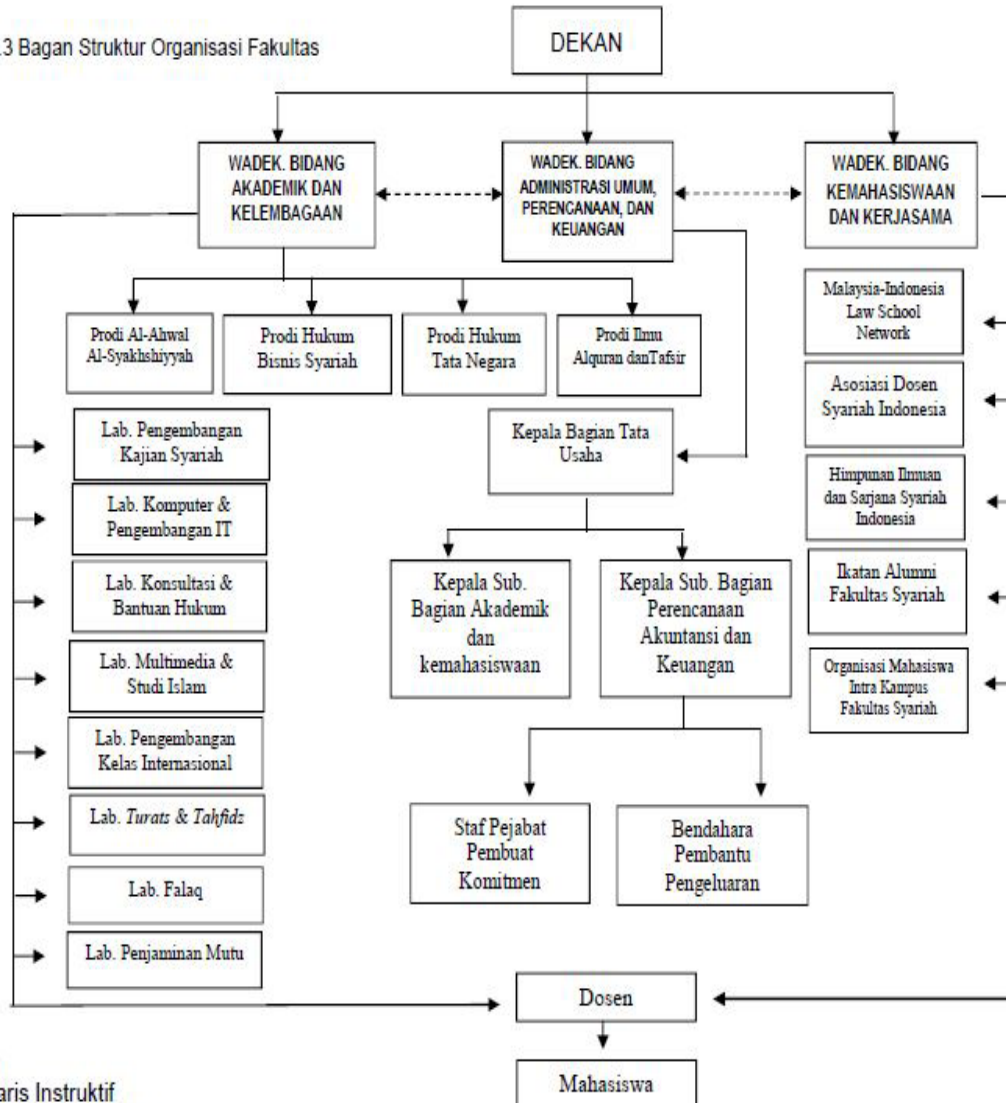 .3 Bagan Struktur Organisasi Fakultas
DEKAN
WADEK. BIDANG
AKADEMIK DAN
KELEMBAGAAN
WADEK. BIDANG
ADMINISTRASI UMUM,
PERENCANAAN, DAN
KEUANGAN
WADEK. BIDANG
KEMAHASISWAAN
DAN KERJASAMA
Prodi Al-Ahwal
Al-Syakhshiyyah
Prodi Hukum
Bisnis Syariah
Prodi Hukum
Tata Negara
Prodi Ilmu
Alquran danTafsir
Malaysia-Indonesia
Law School
Network
Asosiasi Dosen
Syariah Indonesia
Himpunan Ilmuan
dan Sarjana Syariah
Indonesia
Ikatan Alumni
Fakultas Syariah
Organisasi Mahasiswa
Intra Kampus
Fakultas Syariah
Lab. Pengembangan
Kajian Syariah
Lab. Komputer &
Pengembangan IT
Lab. Konsultasi &
Bantuan Hukum
Lab. Multimedia &
Studi Islam
Lab. Pengembangan
Kelas Internasional
Lab. Turats & Tahfidz
Lab. Falaq
Lab. Penjaminan Mutu
Kepala Bagian Tata
Usaha
Kepala Sub.
Bagian Akademik
dan
kemahasiswaan
Kepala Sub. Bagian
Perencanaan
Akuntansi dan
Keuangan
Staf Pejabat
Pembuat
Komitmen
Bendahara
Pembantu
Pengeluaran
Dosen
Mahasiswa
aris Instruktif